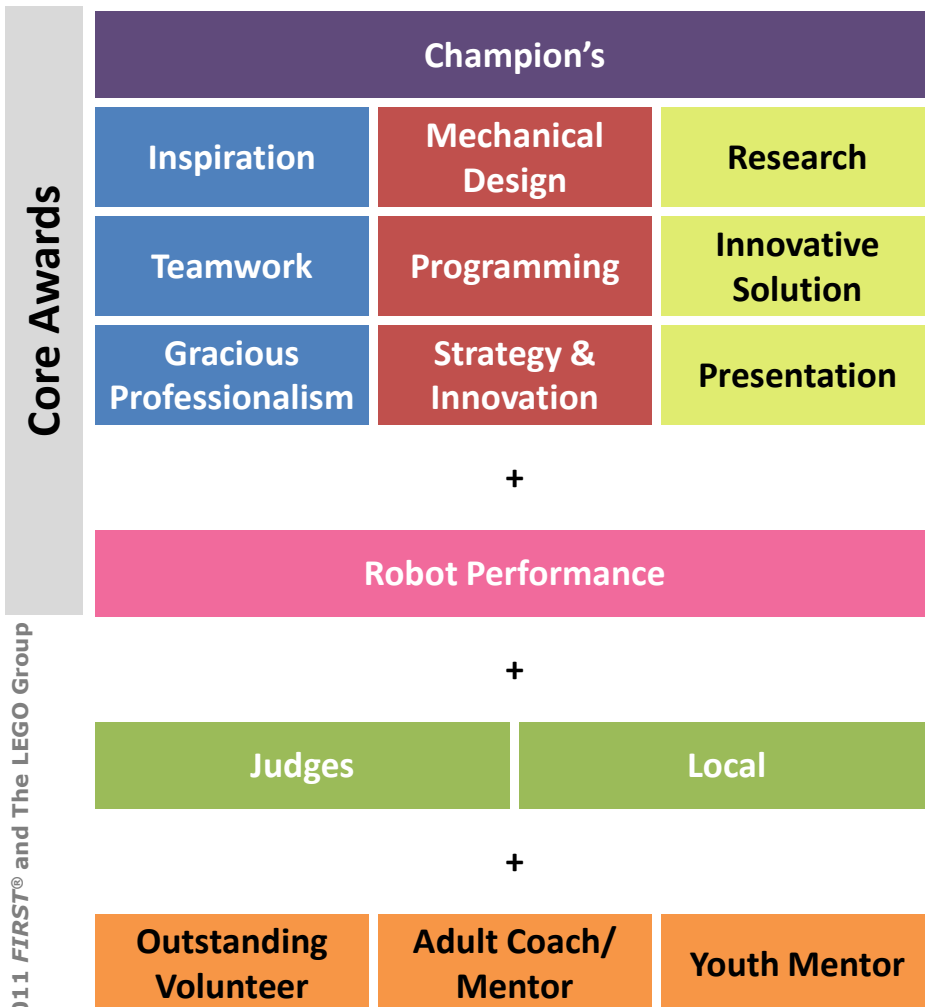 Core Awards
Champion's
Inspiration
Mechanical
Design
Research
Teamwork
Programming
Innovative
Solution
Gracious
Professionalism
Strategy &
Innovation
Presentation
+
Robot Performance
+
Judges
Local
+
Outstanding
Volunteer
Adult Coach/
Mentor
Youth Mentor
011 FIRST® and The LEGO Group